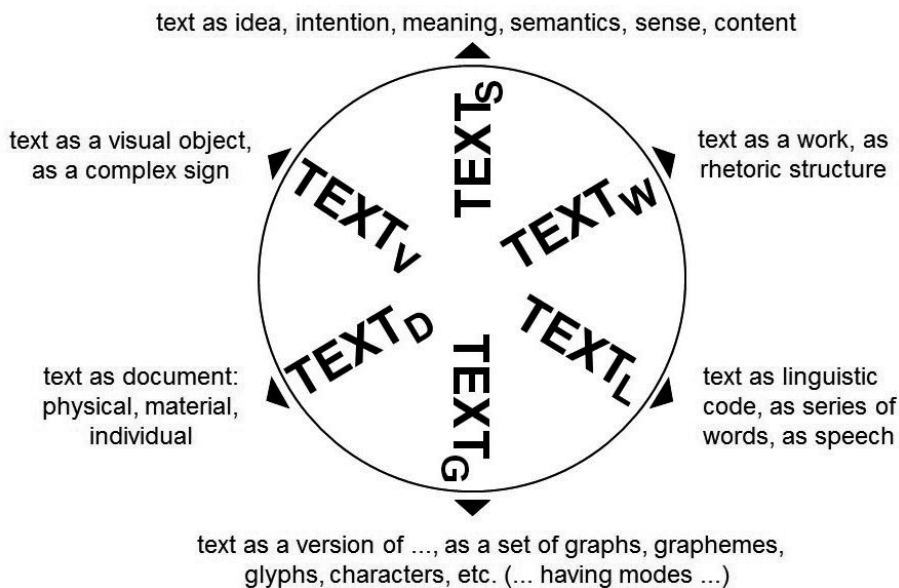 text as idea, intention, meaning, semantics, sense, content
TEXTS
text as a visual object,
as a complex sign
TEXTV
text as a work, as
rhetoric structure
TEXTW
text as document:
physical, material,
individual
TEXTD
text as linguistic
code, as series of
words, as speech
TEXTL
TEXTG
text as a version of ..., as a set of graphs, graphemes,
glyphs, characters, etc. (... having modes ...)